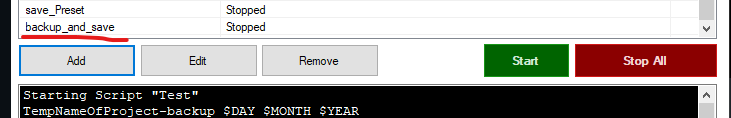 save_Preset Stopped
backup_and_save Stopped
Add Edit Remove Start Stop All
Starting Script "Test"
TempNameOfProject-backup $DAY $MONTH $YEAR